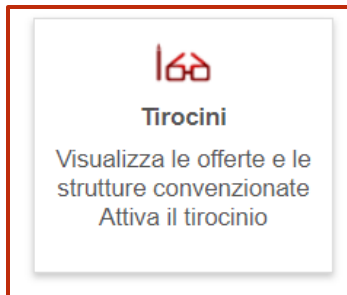 Tirocini
Visualizza le offerte e le
strutture convenzionate
Attiva il tirocinio